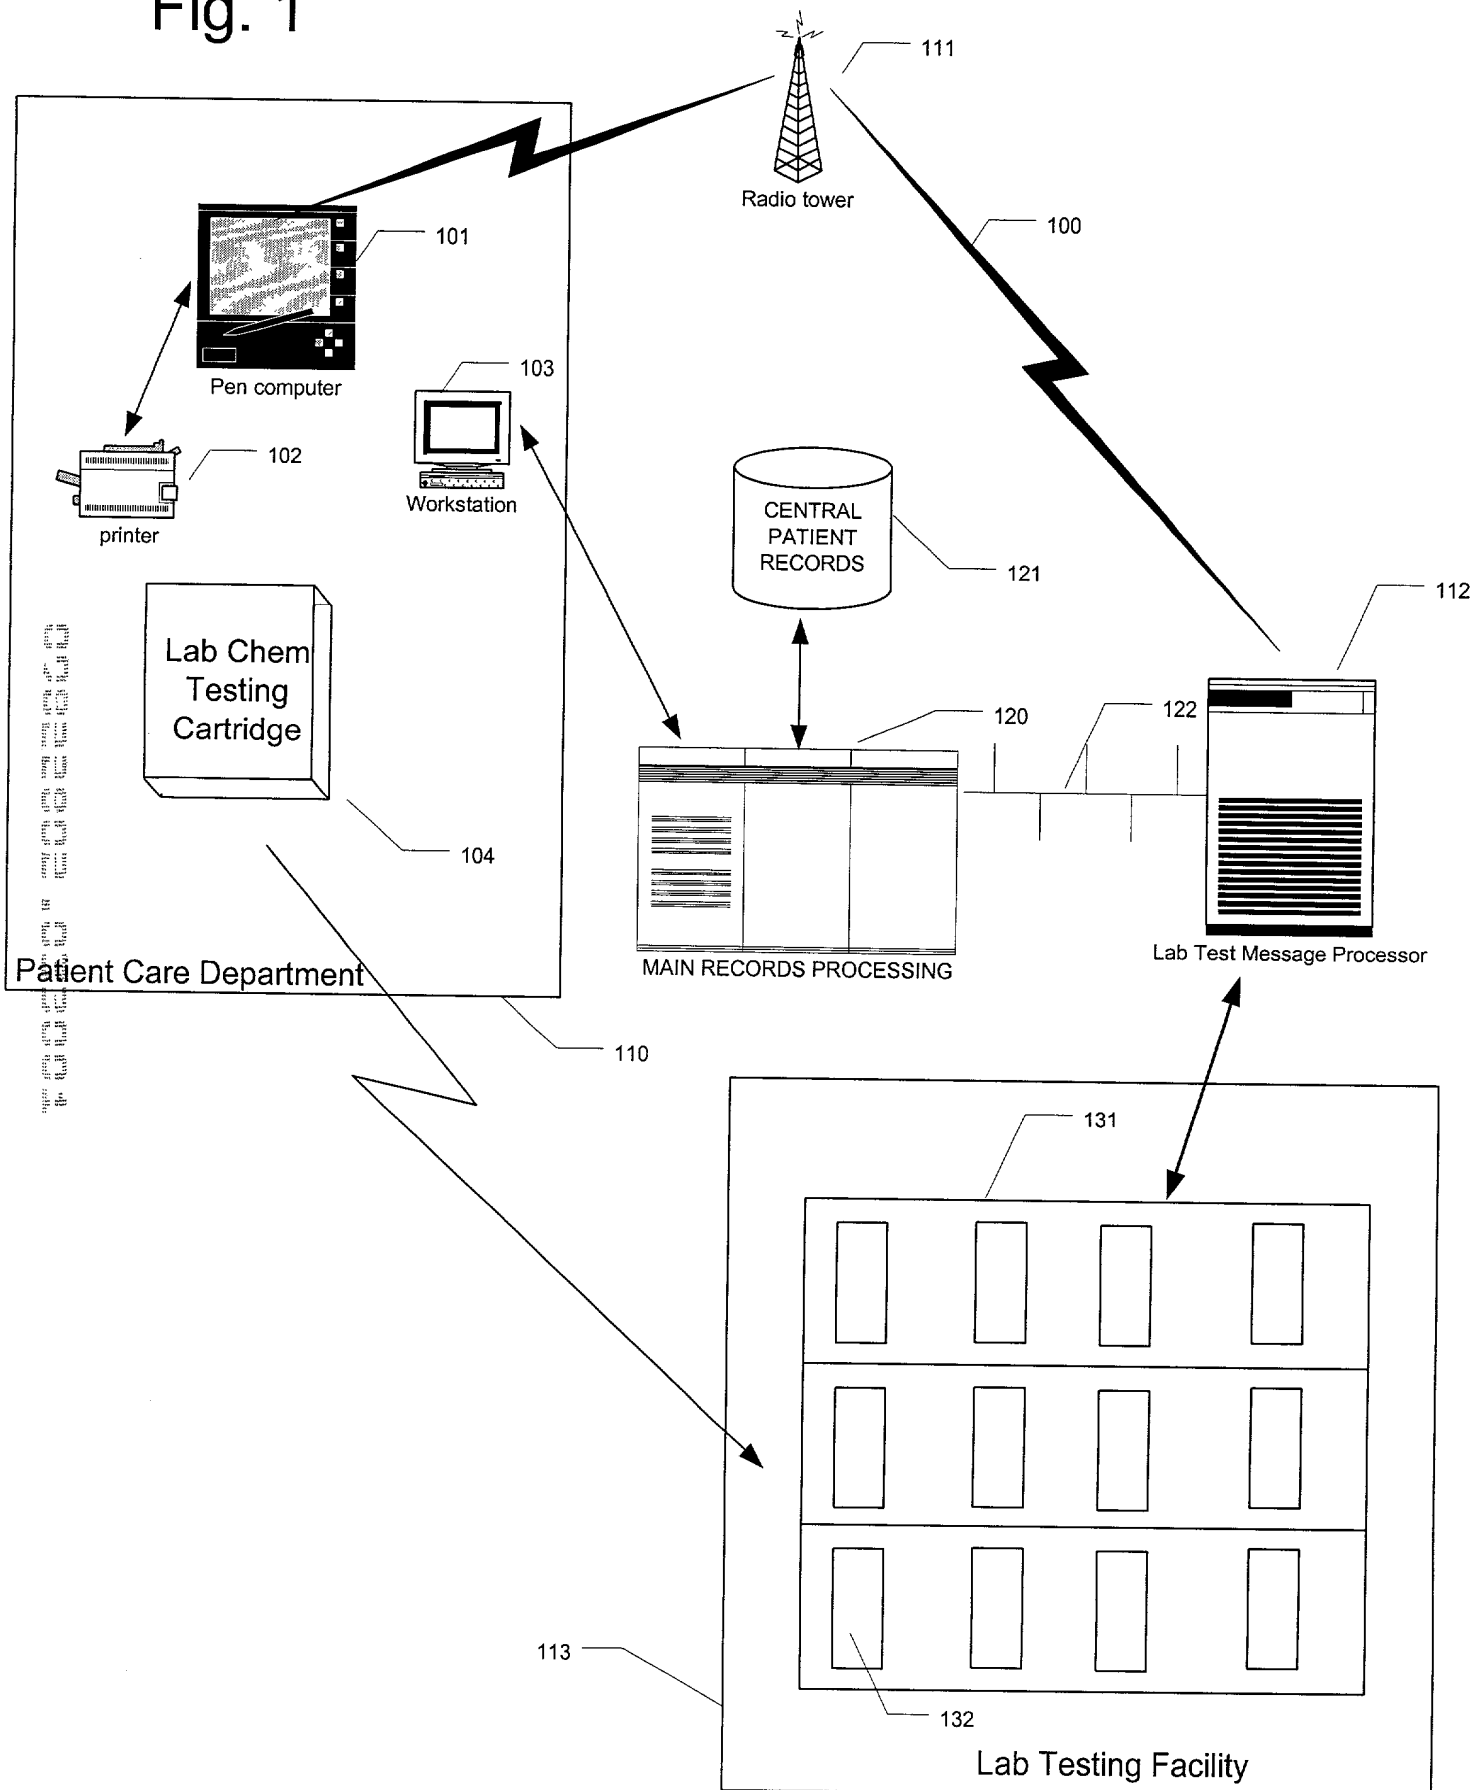 Fig. 1
111
Radio tower
100
101
Pen computer
103
102
Workstation
printer
CENTRAL
PATIENT
RECORDS
121
112
Lab Chem
Testing
Cartridge
120
122
104
Lab Test Message Processor
MAIN RECORDS PROCESSING
Patient Care Department
110
131
113
132
Lab Testing Facility